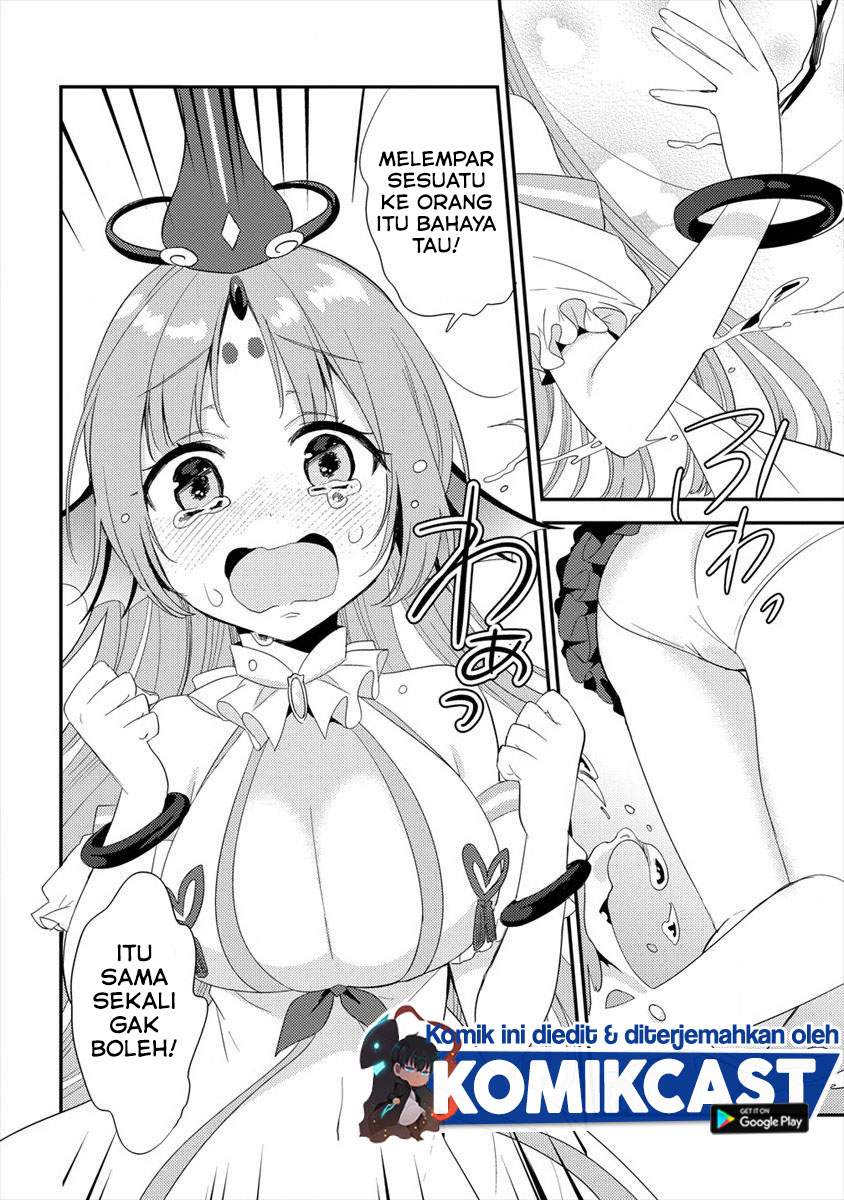 MELEMPAR
SESUATU
KE ORANG
ITU BAHAYA
TAU!
ふわっ
わぁっ
ITU
SAMA
SEKALI
GAK
BOLEH!
Komik ini diedit & diterjemahkan oleh
KOMIKCAST
GET IT ON
Google Play